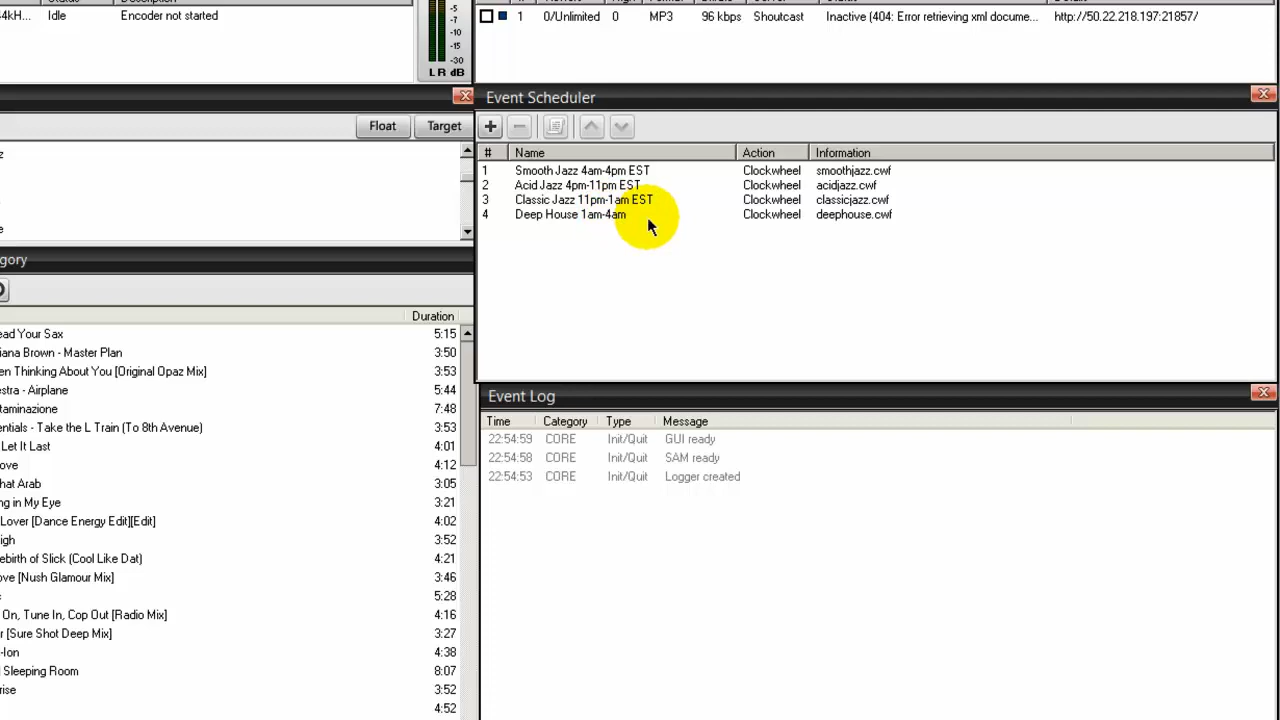 Idle Encoder not started
-5
-7
-10
-15
-30
L R dB
1 0/Unlimited 0 MP3 96 kbps Shoutcast Inactive (404: Error retrieving xml docume... http://50.22.218.197:21857/
Event Scheduler
Float Target
# Name Action Information
1 Smooth Jazz 4am-4pm EST Clockwheel smoothjazz.cwf
2 Acid Jazz 4pm-11pm EST Clockwheel acidjazz.cwf
3 Classic Jazz 11pm-1am EST Clockwheel classicjazz.cwf
4 Deep House 1am-4am Clockwheel deephouse.cwf
gory
Duration
ead Your Sax 5:15
iana Brown - Master Plan 3:50
en Thinking About You [Original Opaz Mix] 3:53
estra - Airplane 5:44
taminazione 7:48
entials - Take the L Train (To 8th Avenue) 3:53
Let It Last 4:01
ove 4:12
hat Arab 3:05
ng in My Eye 3:21
Lover [Dance Energy Edit][Edit] 4:02
igh 3:52
ebirth of Slick (Cool Like Dat) 4:21
ove [Nush Glamour Mix] 3:46
5:28
On, Tune In, Cop Out [Radio Mix] 4:16
r [Sure Shot Deep Mix] 3:27
-Ion 4:38
] Sleeping Room 8:07
rise 3:52
4:52
Event Log
Time Category Type Message
22:54:59 CORE Init/Quit GUI ready
22:54:58 CORE Init/Quit SAM ready
22:54:53 CORE Init/Quit Logger created